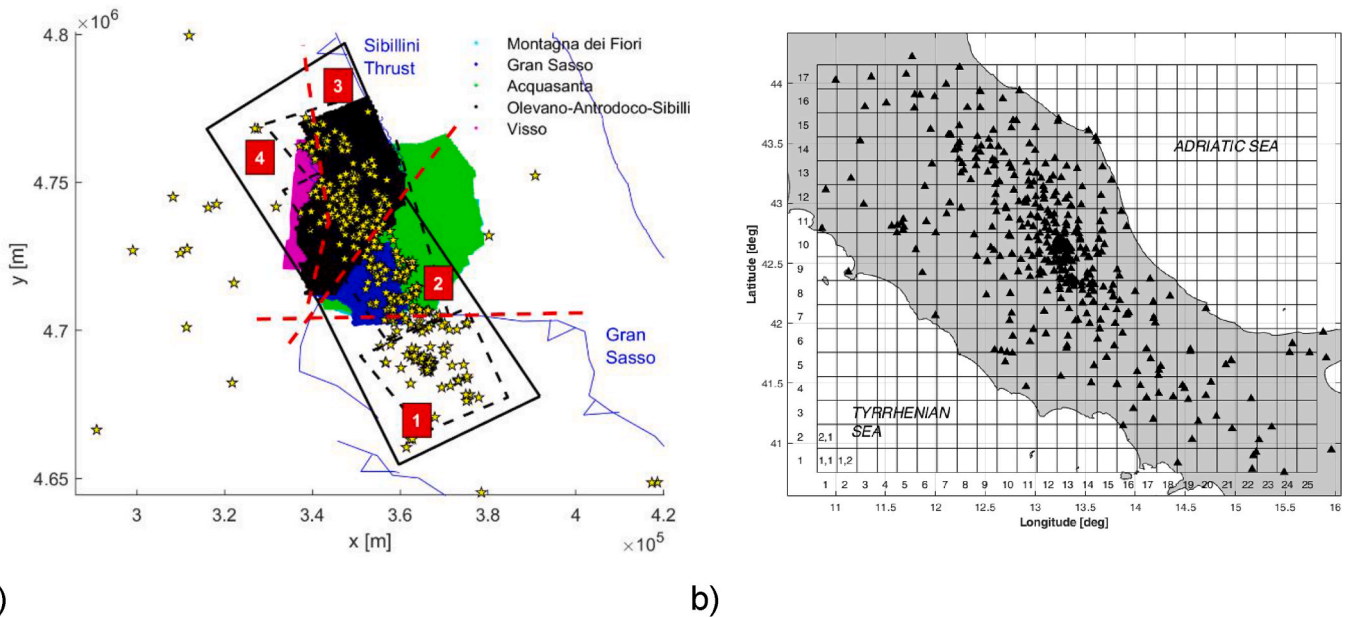 ×10⁶
4.8
4.75
4.7
4.65
y [m]
3
3.2
3.4
3.6
3.8
4
4.2
x [m]
×10⁵
Sibillini
Thrust
Montagna dei Fiori
Gran Sasso
Acquasanta
Olevano-Antrodoco-Sibilli
Visso
3
4
2
1
Gran
Sasso
)
44
43.5
43
42.5
42
41.5
41
Latitude [deg]
17
16
15
14
13
12
11
10
9
8
7
6
5
4
3
2
1
2,1
1,1 1,2
ADRIATIC SEA
TYRRHENIAN
SEA
1 2 3 4 5 6 7 8 9 10 11 12 13 14 15 16 17 18 19 20 21 22 23 24 25
11 11.5 12 12.5 13 13.5 14 14.5 15 15.5 16
Longitude [deg]
b)